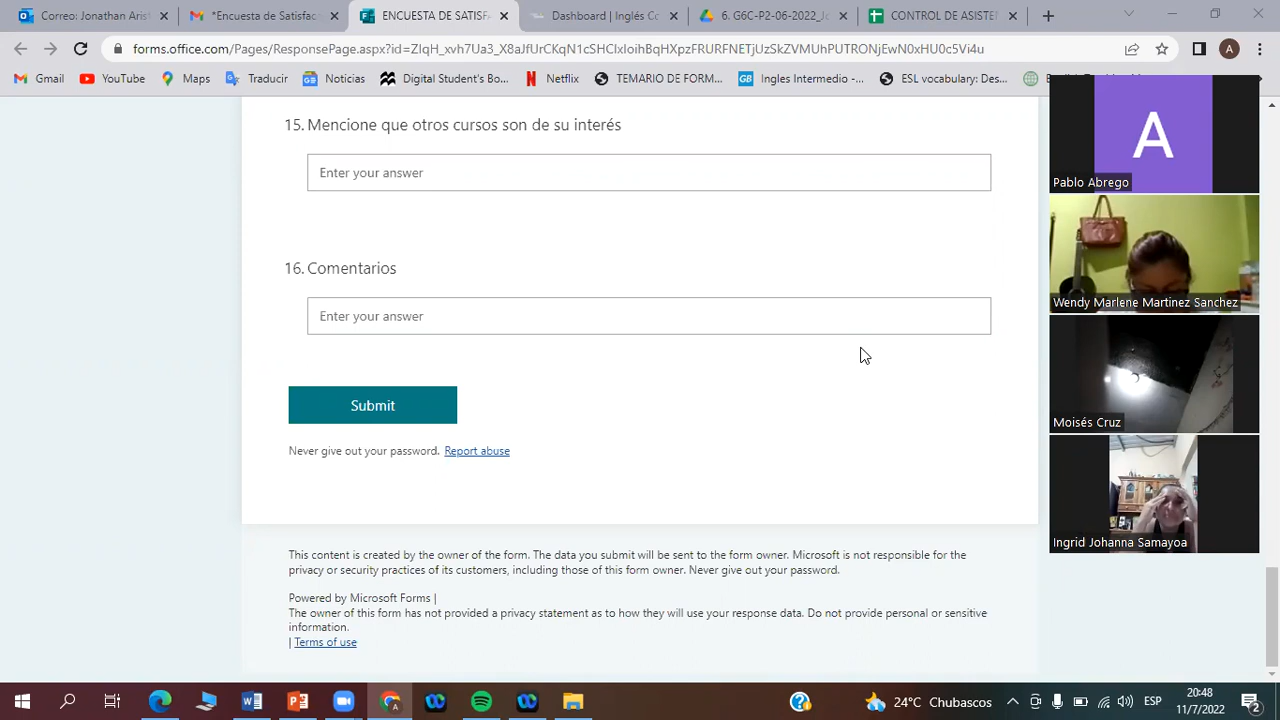 Correo: Jonathan Arist
*Encuesta de Satisfac
ENCUESTA DE SATISF
Dashboard | Inglés Co
6. G6C-P2-06-2022_Jo
CONTROL DE ASISTE
forms.office.com/Pages/ResponsePage.aspx?id=ZIqH_xvh7Ua3_X8aJfUrCKqN1cSHCIxIoihBqHXpzFRURFNETjUzSkZVMUhPUTRONjEwN0xHU0c5Vi4u
A
Gmail
YouTube
Maps
Traducir
Noticias
Digital Student's Bo...
Netflix
TEMARIO DE FORM...
Ingles Intermedio -...
ESL vocabulary: Des...
15. Mencione que otros cursos son de su interés
Enter your answer
16. Comentarios
Enter your answer
Submit
Never give out your password. Report abuse
This content is created by the owner of the form. The data you submit will be sent to the form owner. Microsoft is not responsible for the
privacy or security practices of its customers, including those of this form owner. Never give out your password.
Powered by Microsoft Forms |
The owner of this form has not provided a privacy statement as to how they will use your response data. Do not provide personal or sensitive
information.
| Terms of use
A
Pablo Abrego
Wendy Marlene Martinez Sanchez
Moisés Cruz
Ingrid Johanna Samayoa
24°C Chubascos
ESP
20:48
11/7/2022
2